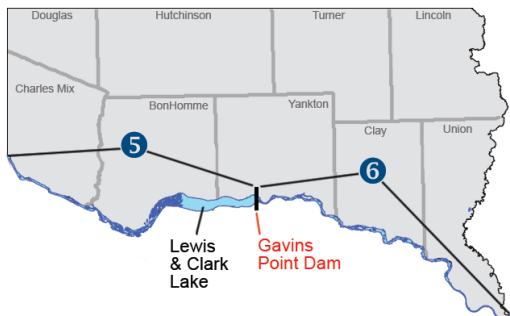 Douglas
Hutchinson
Turner
Lincoln
Charles Mix
BonHomme
Yankton
Clay
Union
5
6
Lewis
& Clark
Lake
Gavins
Point Dam